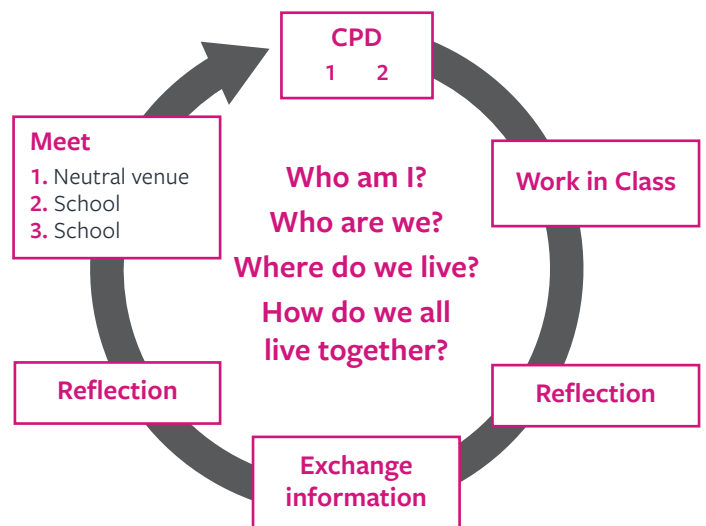 CPD
1 2
Work in Class
Reflection
Exchange
information
Reflection
Meet
1. Neutral venue
2. School
3. School
Who am I?
Who are we?
Where do we live?
How do we all
live together?